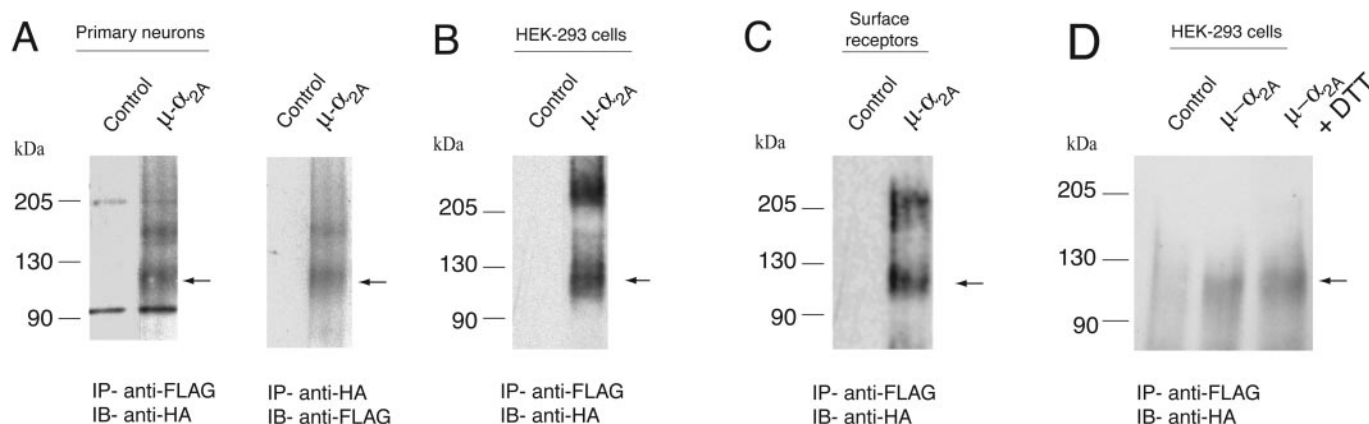 A
Primary neurons
Control
μ-α2A
Control
μ-α2A
kDa
205
130
90
IP- anti-FLAG
IB- anti-HA
IP- anti-HA
IB- anti-FLAG
B
HEK-293 cells
Control
μ-α2A
kDa
205
130
90
IP- anti-FLAG
IB- anti-HA
C
Surface
receptors
Control
μ-α2A
kDa
205
130
90
IP- anti-FLAG
IB- anti-HA
D
HEK-293 cells
Control
μ-α2A
μ-α2A
+ DTT
kDa
205
130
90
IP- anti-FLAG
IB- anti-HA